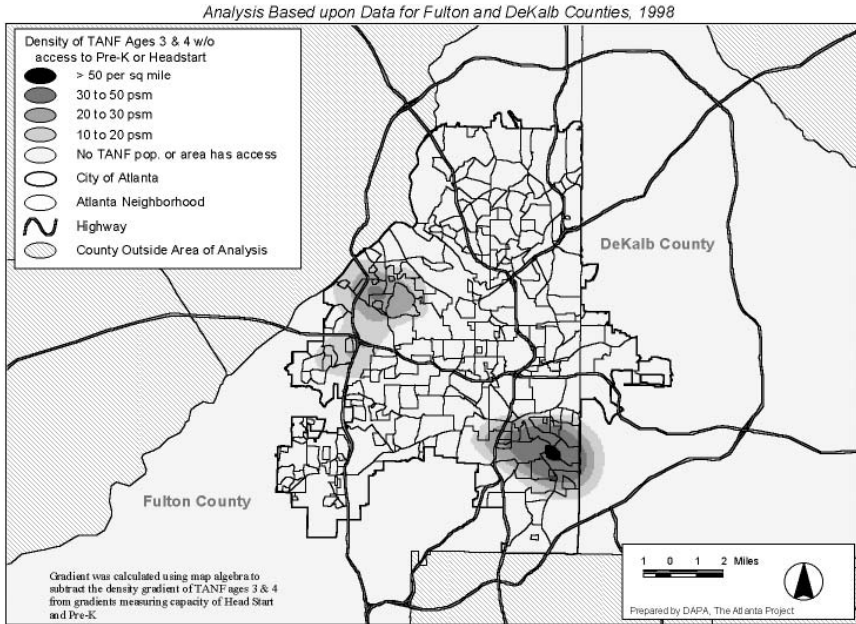 Analysis Based upon Data for Fulton and DeKalb Counties, 1998
Density of TANF Ages 3 & 4 w/o
access to Pre-K or Headstart
> 50 per sq mile
30 to 50 psm
20 to 30 psm
10 to 20 psm
No TANF pop. or area has access
City of Atlanta
Atlanta Neighborhood
Highway
County Outside Area of Analysis
DeKalb County
Fulton County
Gradient was calculated using map algebra to
subtract the density gradient of TANF ages 3 & 4
from gradients measuring capacity of Head Start
and Pre-K
1 0 1 2 Miles
Prepared by DAPA, The Atlanta Project